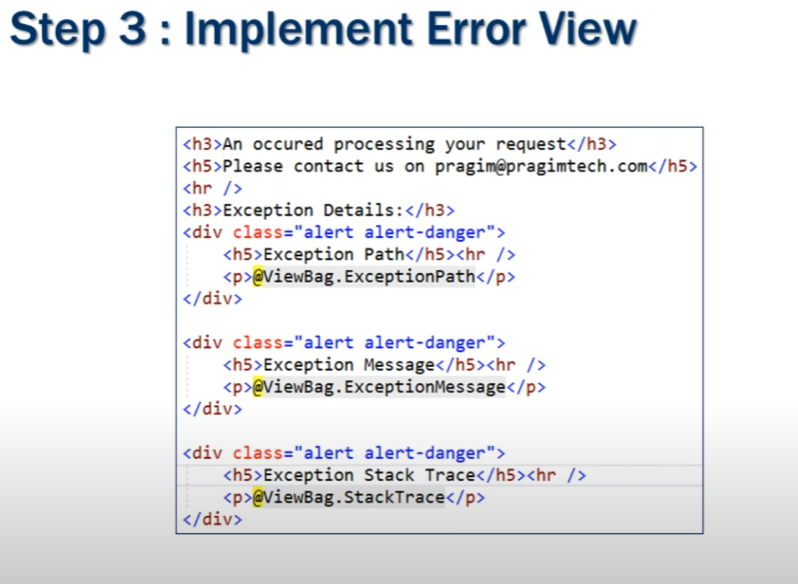 Step 3 : Implement Error View
<h3>An occured processing your request</h3>
<h5>Please contact us on pragim@pragimtech.com</h5>
<hr />
<h3>Exception Details:</h3>
<div class="alert alert-danger">
    <h5>Exception Path</h5><hr />
    <p>@ViewBag.ExceptionPath</p>
</div>

<div class="alert alert-danger">
    <h5>Exception Message</h5><hr />
    <p>@ViewBag.ExceptionMessage</p>
</div>

<div class="alert alert-danger">
    <h5>Exception Stack Trace</h5><hr />
    <p>@ViewBag.StackTrace</p>
</div>